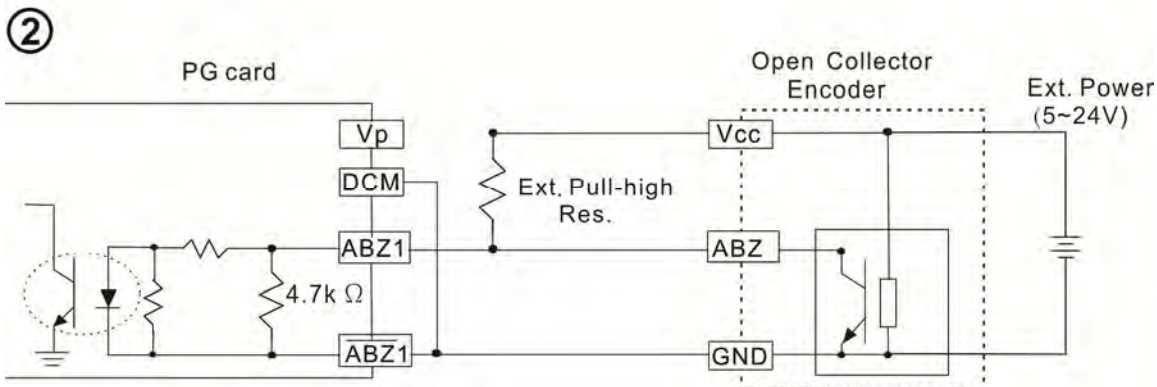 ②
PG card
Open Collector
Encoder
Ext. Power
(5~24V)
Vp
Vcc
DCM
Ext. Pull-high
Res.
ABZ1
ABZ
4.7k Ω
ABZ1
GND